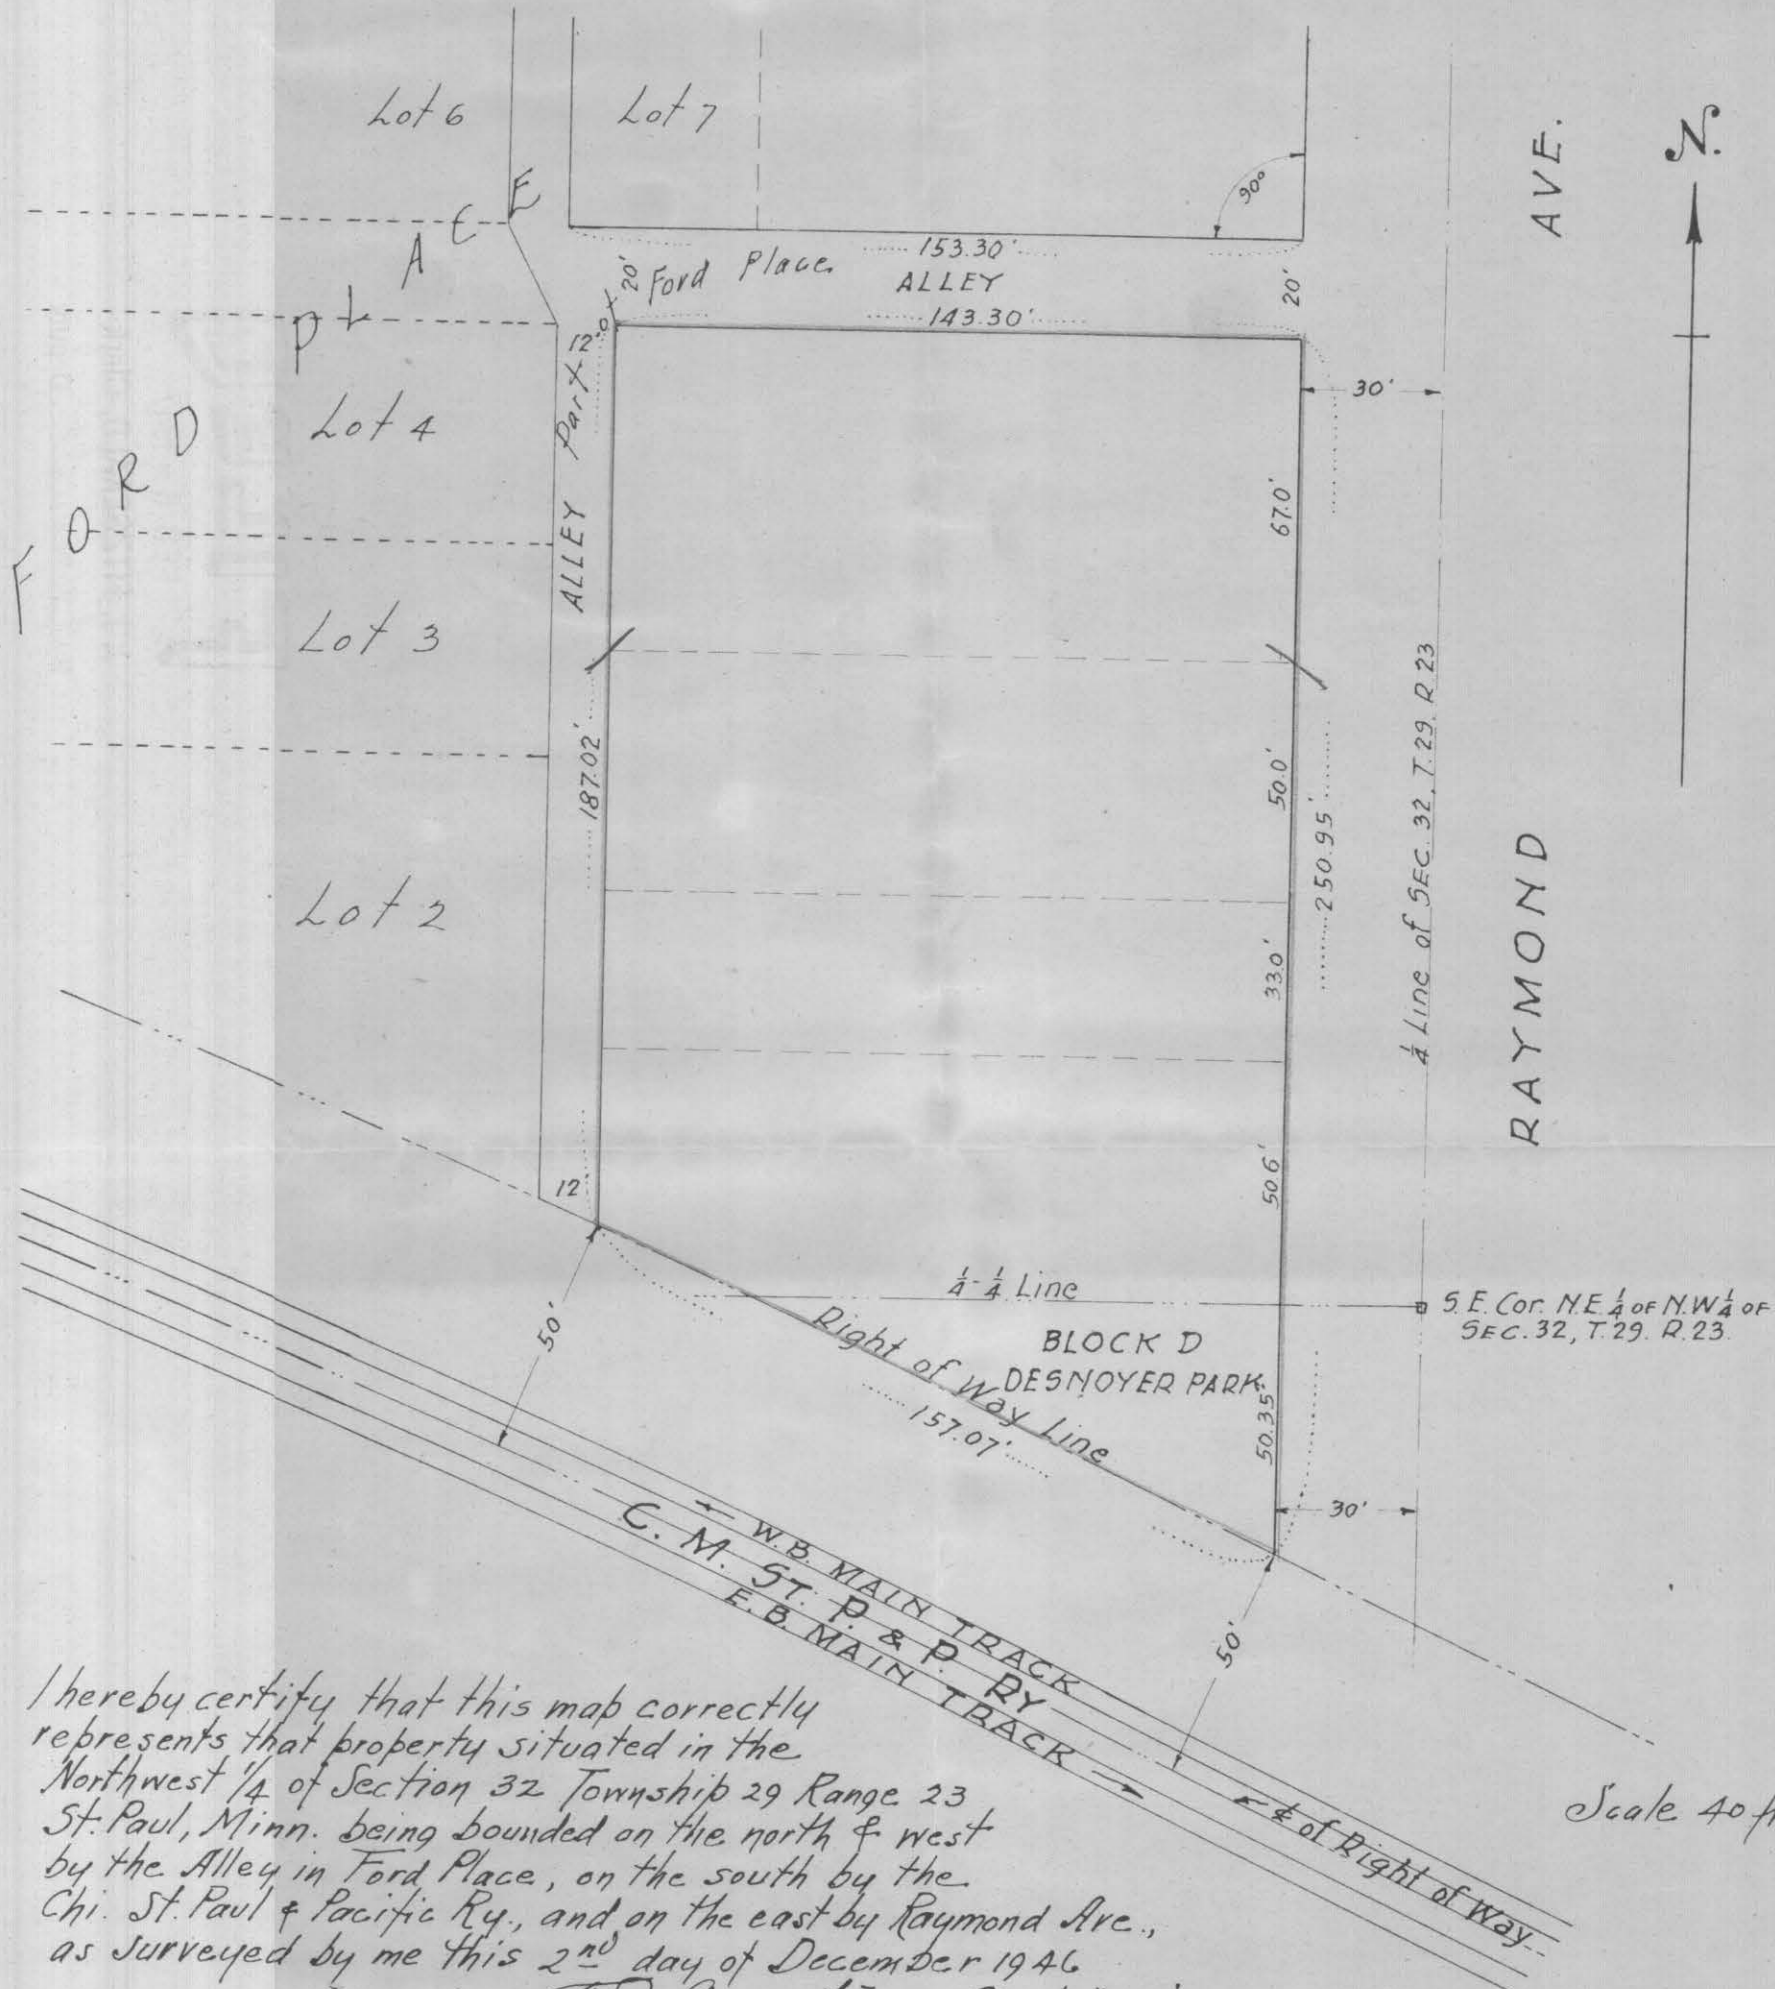 Lot 6
Lot 7
AVE.
N.
90°
FORD PLACE
153.30'
20'
Ford Place
ALLEY
20'
143.30'
12'
30'
Part
Lot 4
ALLEY
67.0'
Lot 3
187.02'
50.0'
250.95'
1/4 Line of SEC. 32, T. 29. R. 23
RAYMOND
Lot 2
33.0'
50.6'
12
1/4-1/4 Line
S.E. Cor. N.E 1/4 OF N.W 1/4 OF
SEC. 32, T. 29. R. 23.
50'
Right of Way Line
BLOCK D
DESNOYER PARK
157.07'
50.35'
30'
W.B. MAIN TRACK
C. M. ST. P. & P. RY
E.B. MAIN TRACK
50'
℄ of Right of Way
Scale 40 ft
I hereby certify that this map correctly
represents that property situated in the
Northwest 1/4 of Section 32 Township 29 Range 23
St. Paul, Minn. being bounded on the north & west
by the Alley in Ford Place, on the south by the
Chi. St. Paul & Pacific Ry., and on the east by Raymond Ave.,
as surveyed by me this 2nd day of December 1946